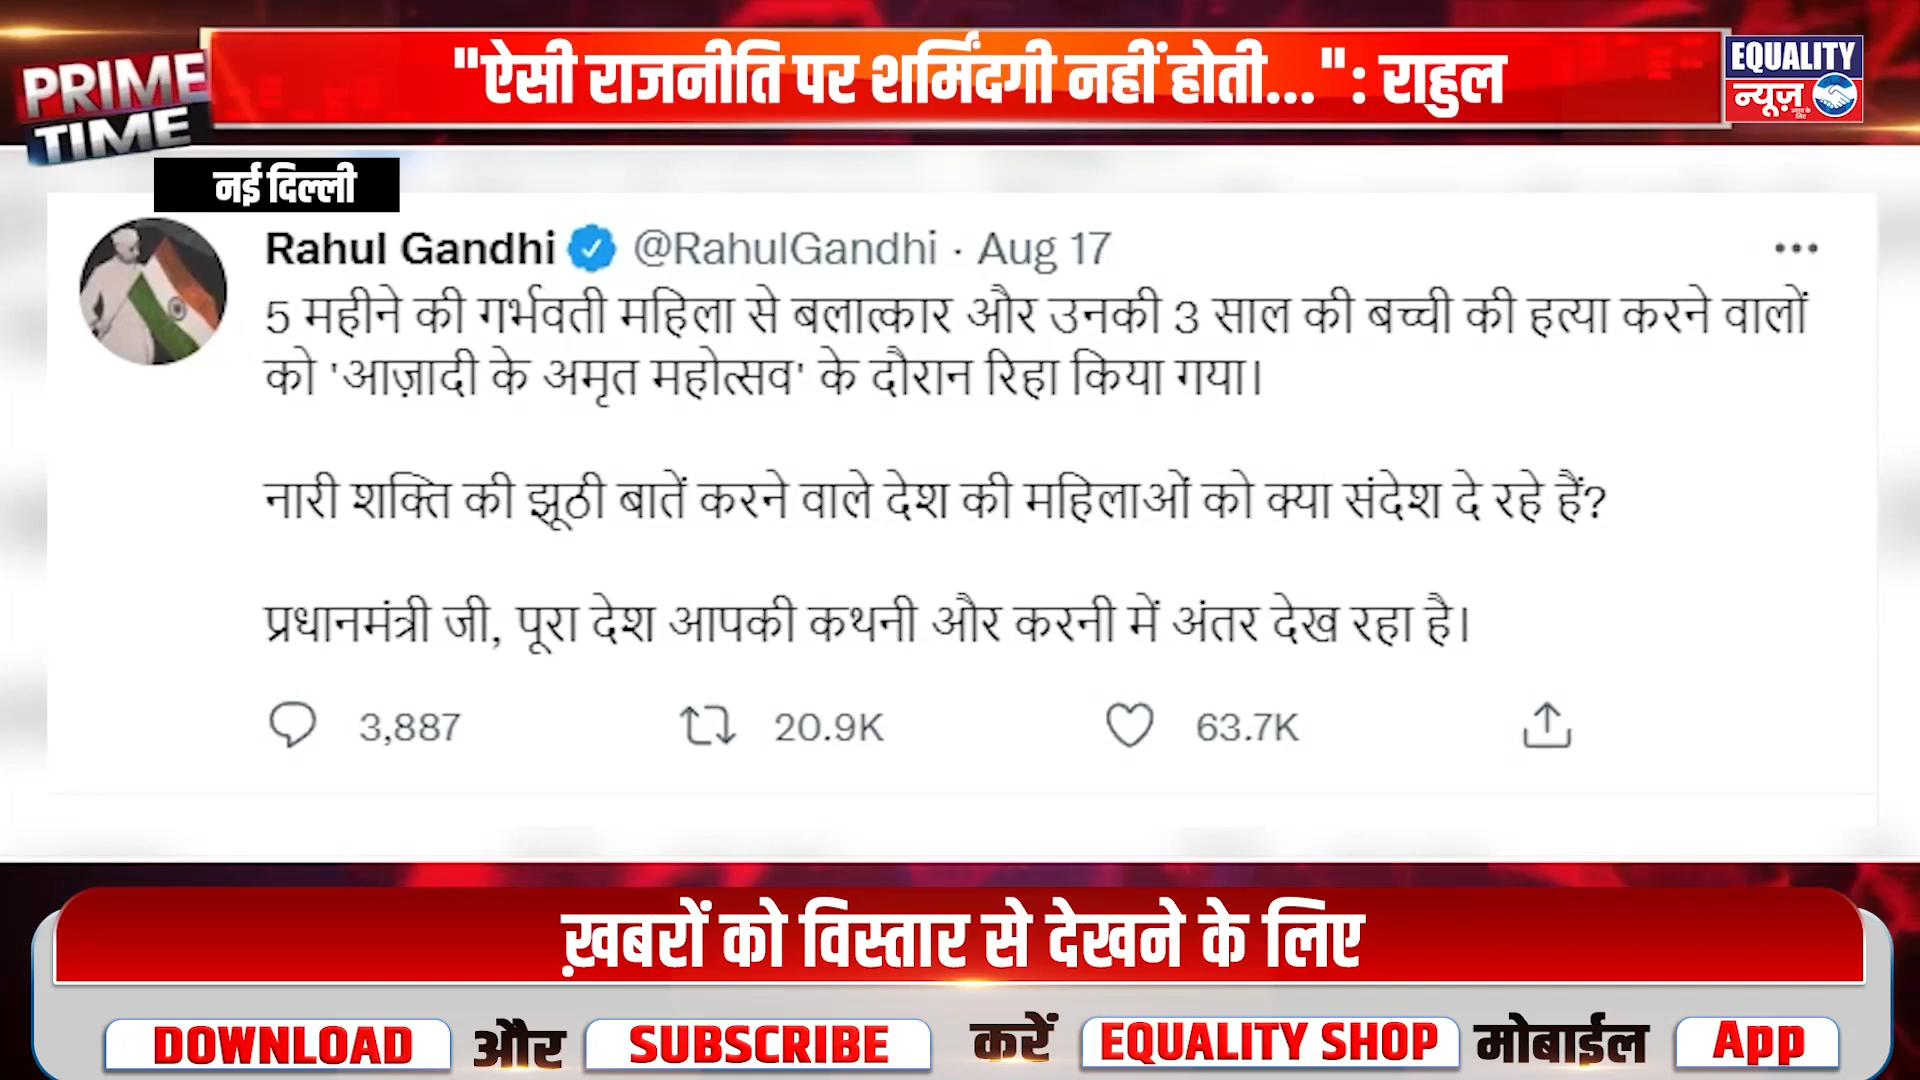 PRIME
TIME
"ऐसी राजनीति पर शर्मिंदगी नहीं होती..." : राहुल
EQUALITY
न्यूज़
नई दिल्ली
Rahul Gandhi @RahulGandhi · Aug 17
5 महीने की गर्भवती महिला से बलात्कार और उनकी 3 साल की बच्ची की हत्या करने वालों
को 'आज़ादी के अमृत महोत्सव' के दौरान रिहा किया गया।
नारी शक्ति की झूठी बातें करने वाले देश की महिलाओं को क्या संदेश दे रहे हैं?
प्रधानमंत्री जी, पूरा देश आपकी कथनी और करनी में अंतर देख रहा है।
3,887 20.9K 63.7K
ख़बरों को विस्तार से देखने के लिए
DOWNLOAD और SUBSCRIBE करें EQUALITY SHOP मोबाईल App